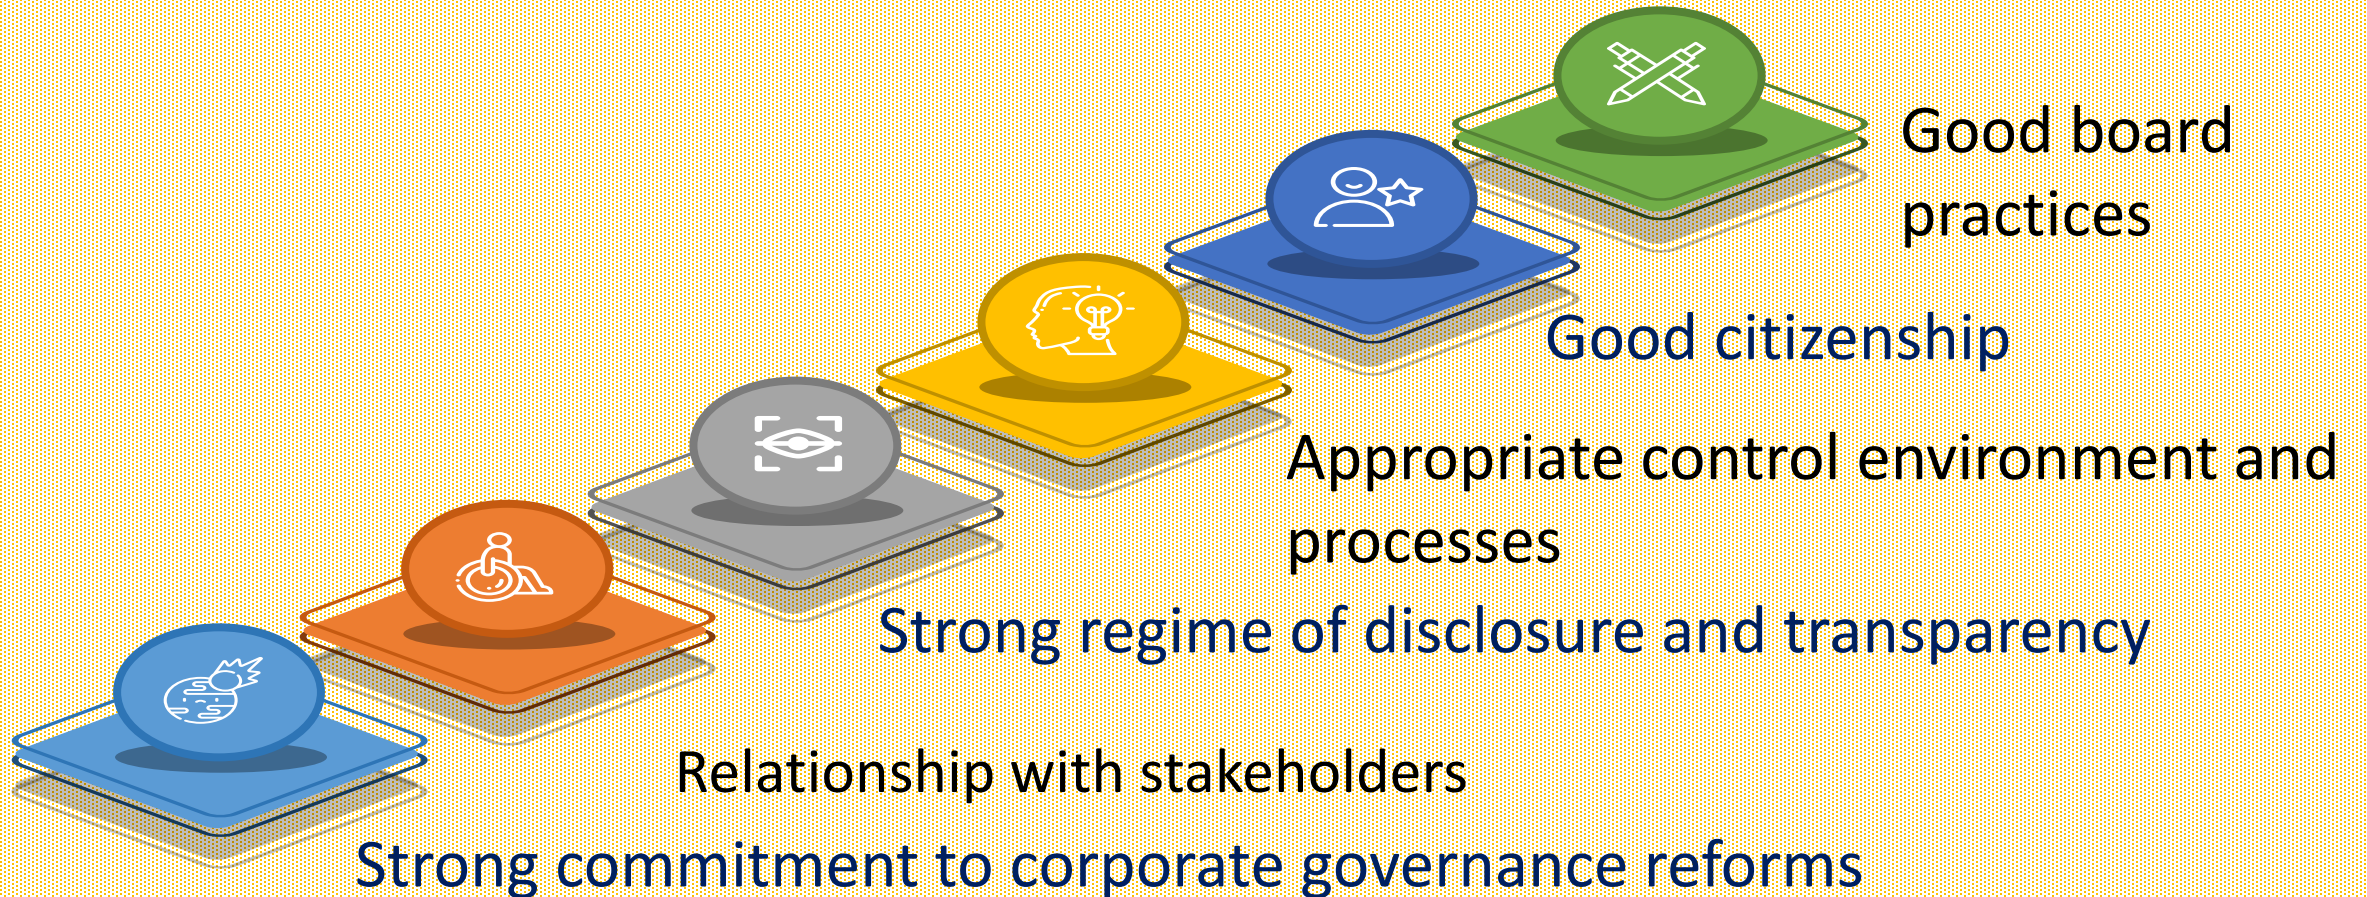 Good board
practices
Good citizenship
Appropriate control environment and
processes
Strong regime of disclosure and transparency
Relationship with stakeholders
Strong commitment to corporate governance reforms